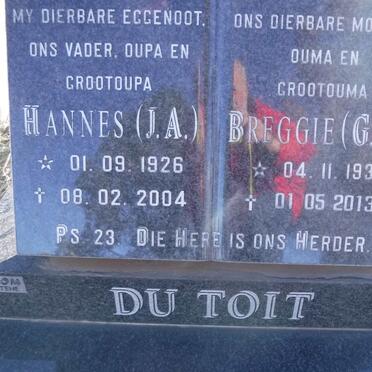 MY DIERBARE EGGENOOT,
ONS VADER, OUPA EN
GROOTOUPA
HANNES (J.A.)
☆ 01.09.1926
✝ 08.02.2004
ONS DIERBARE
OUMA EN
GROOTOUMA
BREGGIE
☆ 04.11.
✝ 01.05.2013
PS. 23. DIE HERE IS ONS HERDER.
DU TOIT